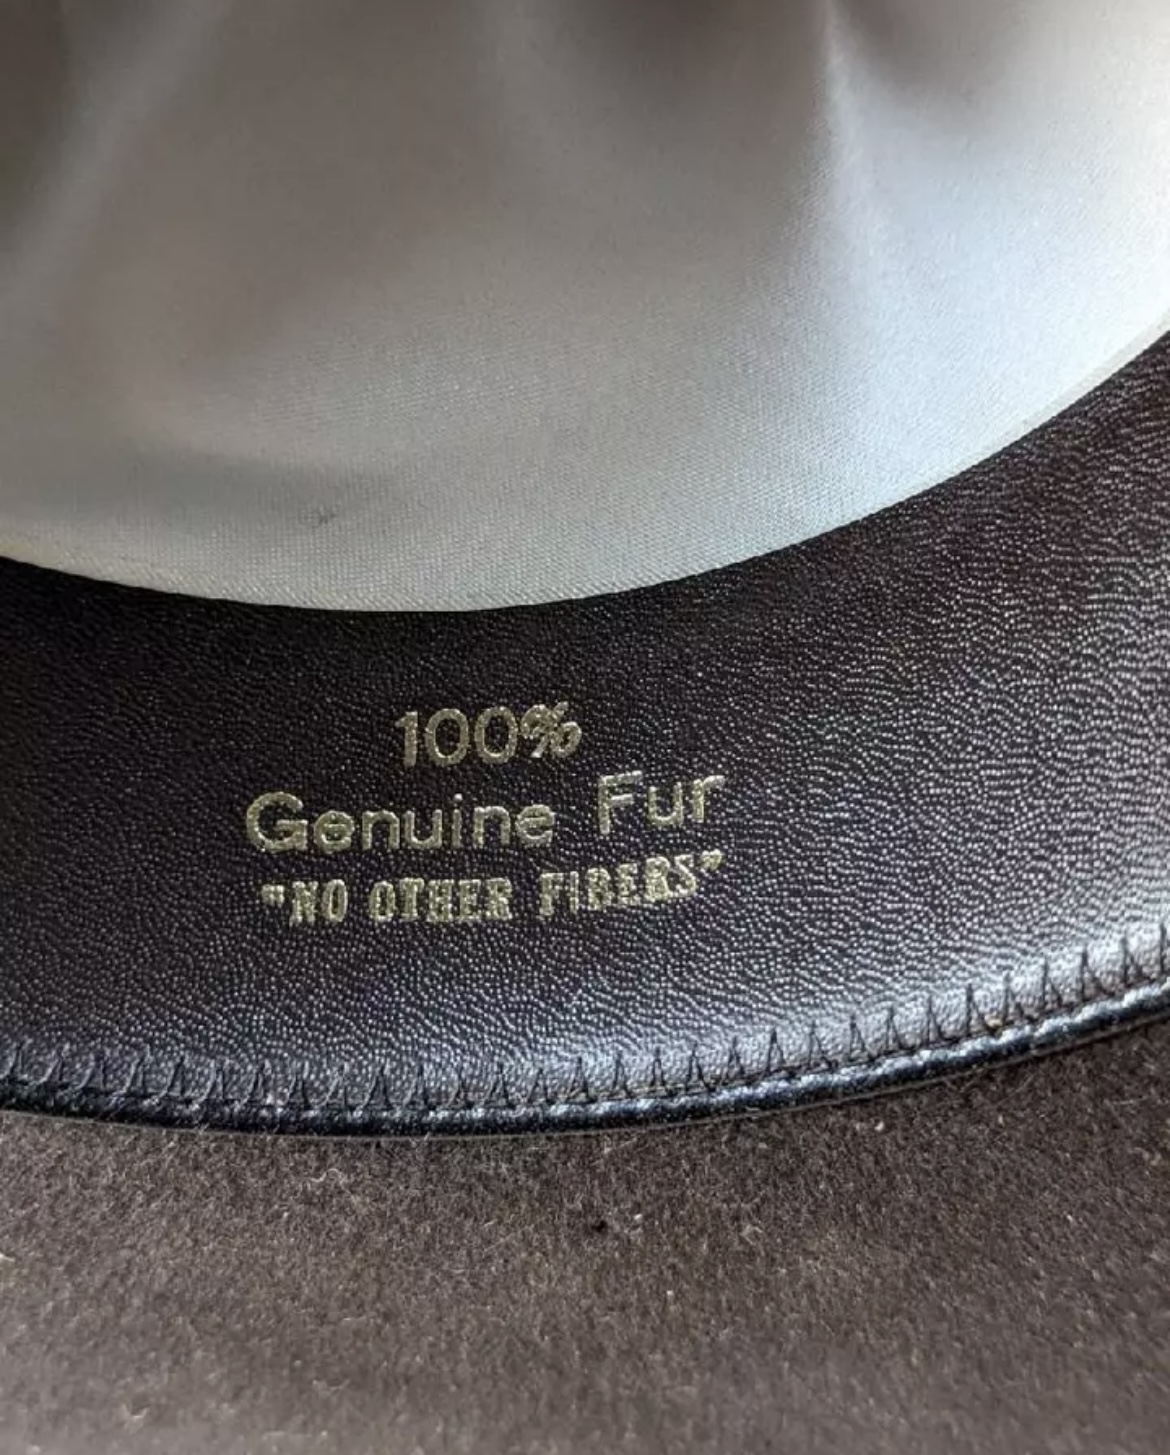 100%
Genuine Fur
"NO OTHER FIBERS"